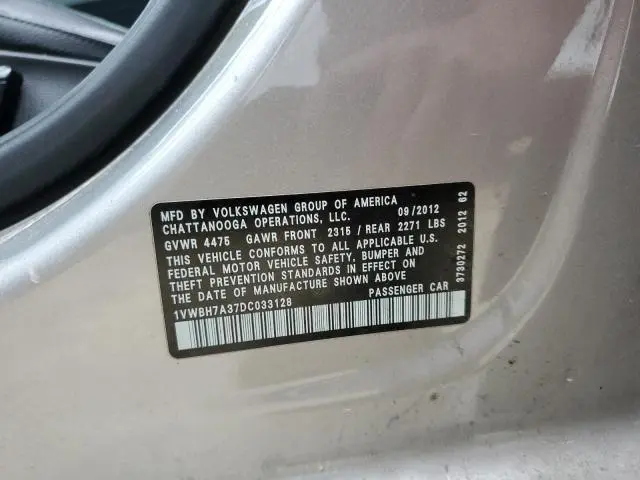 MFD BY VOLKSWAGEN GROUP OF AMERICA
CHATTANOOGA OPERATIONS, LLC. 09/2012
GVWR 4475 GAWR FRONT 2315 / REAR 2271 LBS
THIS VEHICLE CONFORMS TO ALL APPLICABLE U.S.
FEDERAL MOTOR VEHICLE SAFETY, BUMPER AND
THEFT PREVENTION STANDARDS IN EFFECT ON
THE DATE OF MANUFACTURE SHOWN ABOVE
1VWBH7A37DC033128 PASSENGER CAR
3730272 2012 62